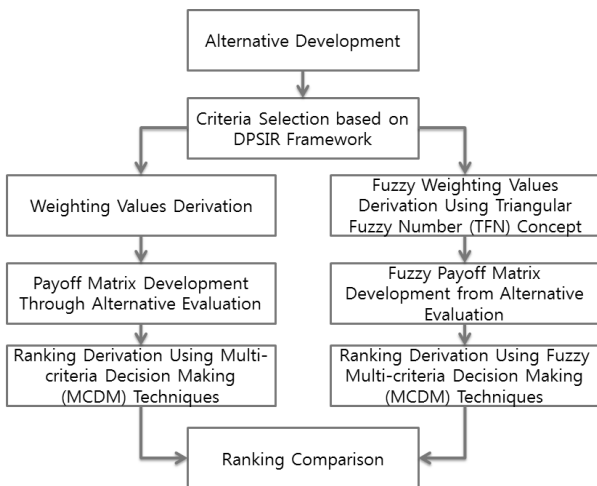 Alternative Development
Criteria Selection based on
DPSIR Framework
Weighting Values Derivation
Fuzzy Weighting Values
Derivation Using Triangular
Fuzzy Number (TFN) Concept
Payoff Matrix Development
Through Alternative Evaluation
Fuzzy Payoff Matrix
Development from Alternative
Evaluation
Ranking Derivation Using Multi-
criteria Decision Making
(MCDM) Techniques
Ranking Derivation Using Fuzzy
Multi-criteria Decision Making
(MCDM) Techniques
Ranking Comparison